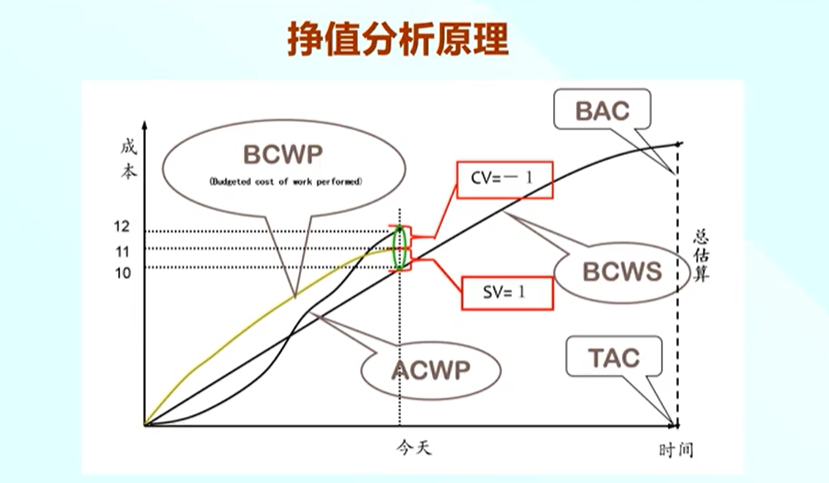 挣值分析原理
BAC
成本
BCWP
(Budgeted cost of work performed)
CV=－1
12
11
10
总估算
BCWS
SV=1
TAC
ACWP
今天
时间